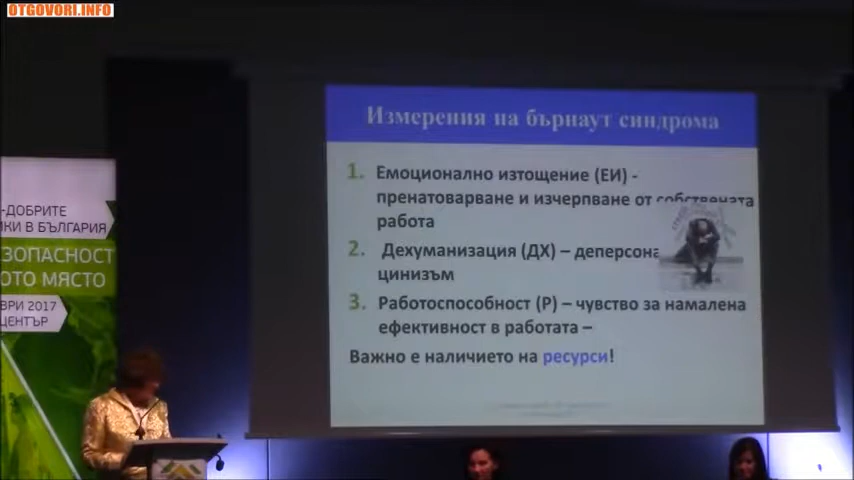 OTGOVORI.INFO
Измерения на бърнаут синдрома
1. Емоционално изтощение (ЕИ) -
пренатоварване и изчерпване от собствената
работа
2. Дехуманизация (ДХ) – деперсона
цинизъм
3. Работоспособност (Р) – чувство за намалена
ефективност в работата –
Важно е наличието на ресурси!
-ДОБРИТЕ
КИ В БЪЛГАРИЯ
ЗОПАСНОСТ
ОТО МЯСТО
ВРИ 2017
ЦЕНТЪР